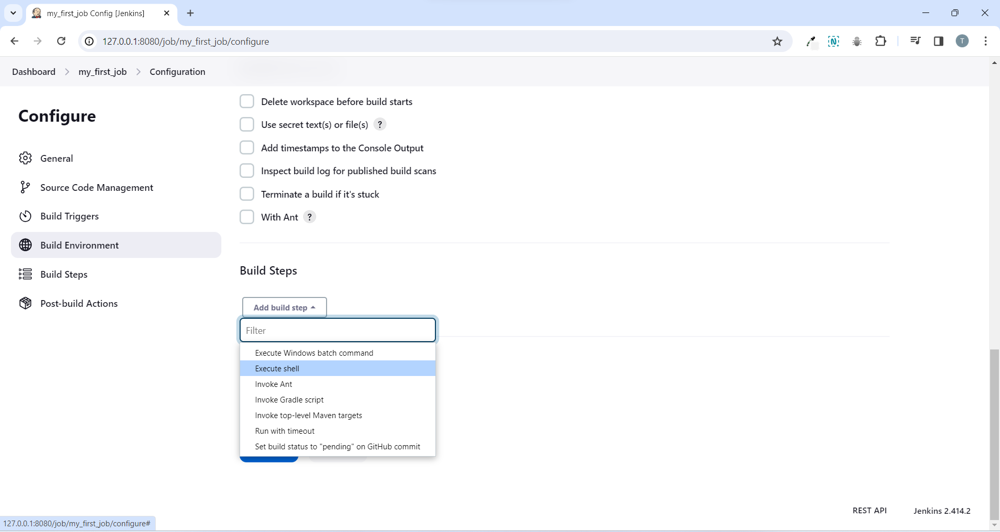 my_first_job Config [Jenkins]
127.0.0.1:8080/job/my_first_job/configure
T
Dashboard
my_first_job
Configuration
Configure
General
Source Code Management
Build Triggers
Build Environment
Build Steps
Post-build Actions
Delete workspace before build starts
Use secret text(s) or file(s) ?
Add timestamps to the Console Output
Inspect build log for published build scans
Terminate a build if it's stuck
With Ant ?
Build Steps
Add build step
Filter
Execute Windows batch command
Execute shell
Invoke Ant
Invoke Gradle script
Invoke top-level Maven targets
Run with timeout
Set build status to "pending" on GitHub commit
REST API
Jenkins 2.414.2
127.0.0.1:8080/job/my_first_job/configure#